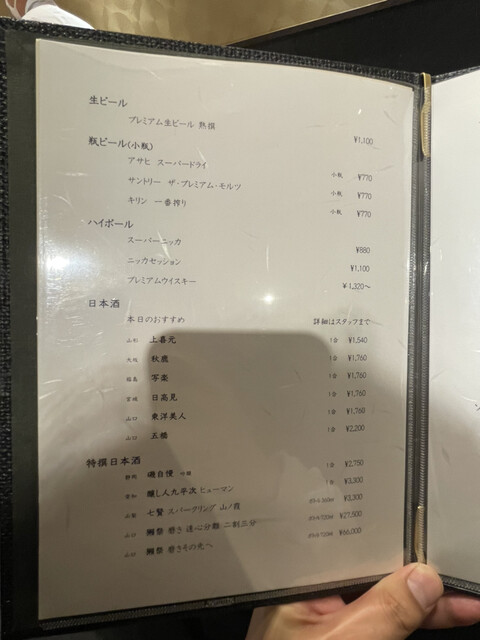 生ビール
プレミアム生ビール 熟撰 ¥1,100
瓶ビール(小瓶)
アサヒ スーパードライ 小瓶 ¥770
サントリー ザ・プレミアム・モルツ 小瓶 ¥770
キリン 一番搾り 小瓶 ¥770
ハイボール
スーパーニッカ ¥880
ニッカセッション ¥1,100
プレミアムウイスキー ¥1,320〜
日本酒
本日のおすすめ 詳細はスタッフまで
山形 上喜元 1合 ¥1,540
大阪 秋鹿 1合 ¥1,760
福島 写楽 1合 ¥1,760
宮城 日高見 1合 ¥1,760
山口 東洋美人 1合 ¥1,760
山口 五橋 1合 ¥2,200
特撰日本酒
静岡 磯自慢 1合 ¥2,750
愛知 醸し人九平次 ヒューマン 1合 ¥3,300
山梨 七賢 スパークリング 山ノ霞 ¥3,300
山口 獺祭 磨き 遠心分離 二割三分 ¥27,500
山口 獺祭 磨きその先へ ¥66,000